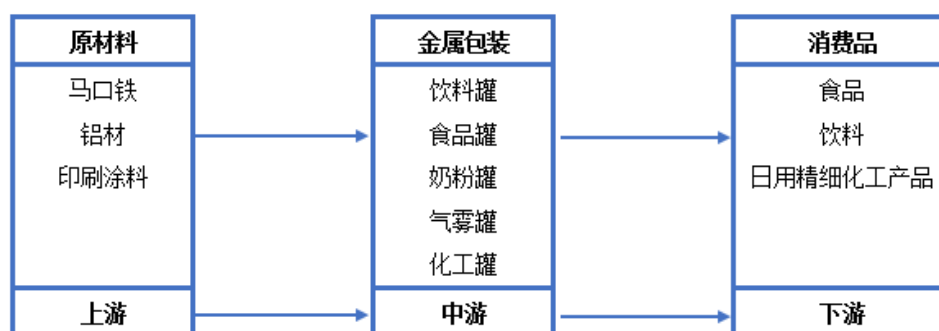 原材料
马口铁
铝材
印刷涂料
上游
金属包装
饮料罐
食品罐
奶粉罐
气雾罐
化工罐
中游
消费品
食品
饮料
日用精细化工产品
下游